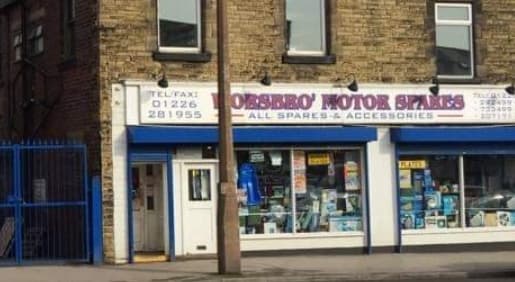 TEL/FAX:
01226
281955
WORSBRO' MOTOR SPARES
ALL SPARES & ACCESSORIES
PLATES